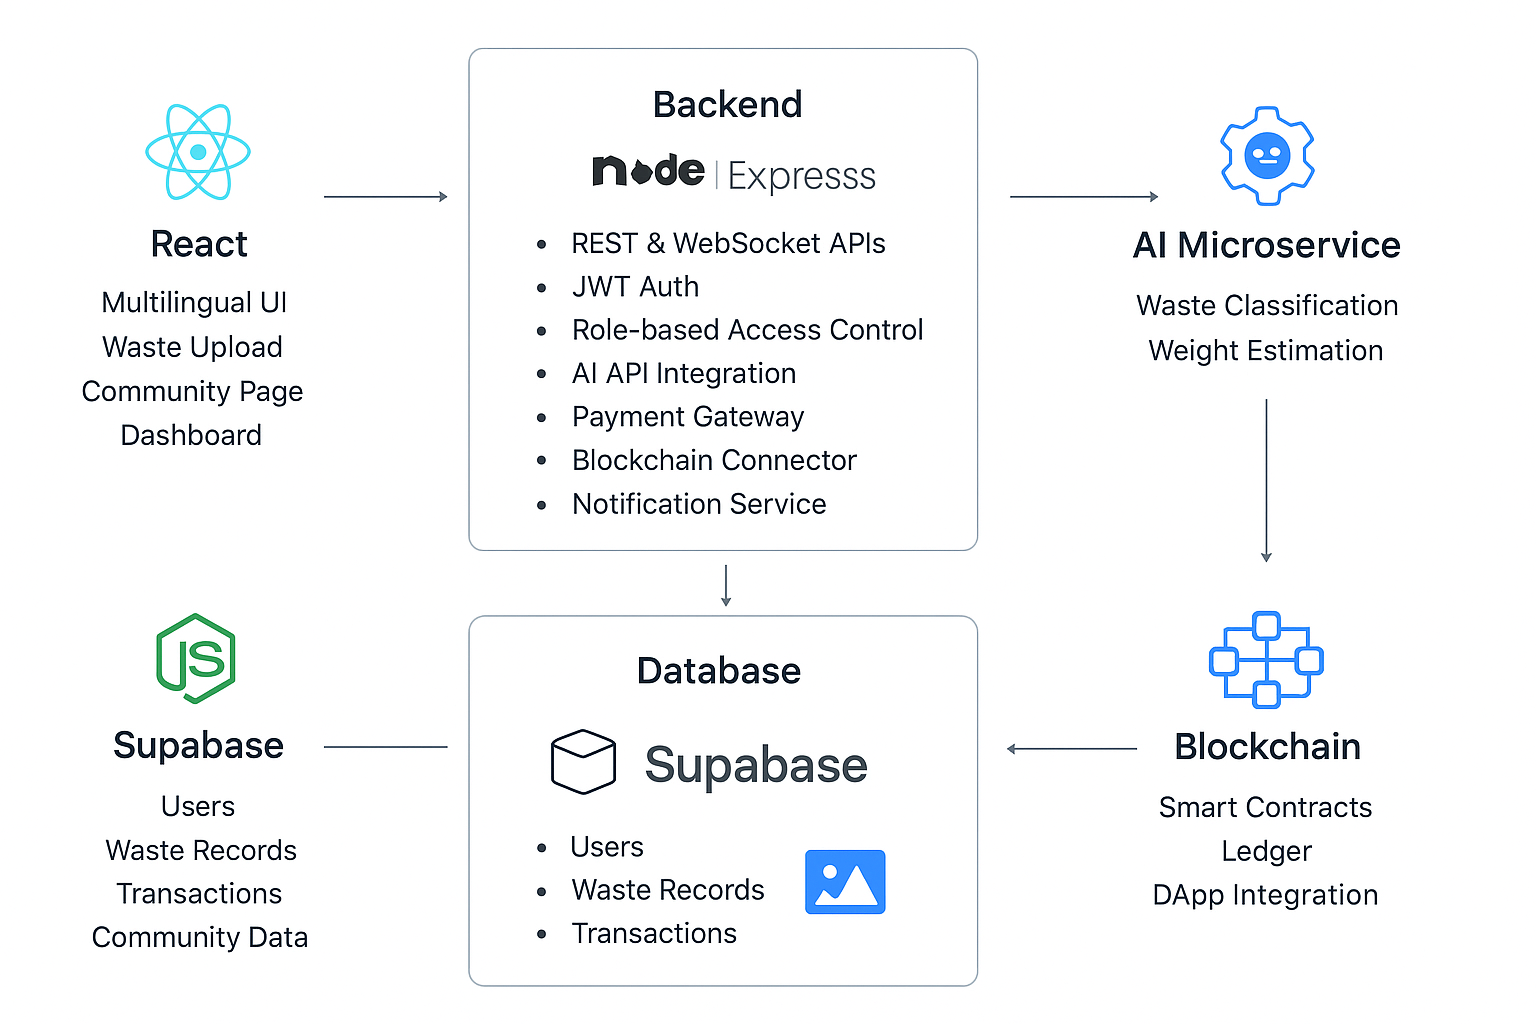 React
Multilingual UI
Waste Upload
Community Page
Dashboard
Backend
node | Expresss
REST & WebSocket APIs
JWT Auth
Role-based Access Control
AI API Integration
Payment Gateway
Blockchain Connector
Notification Service
AI Microservice
Waste Classification
Weight Estimation
JS
Supabase
Users
Waste Records
Transactions
Community Data
Database
Supabase
Users
Waste Records
Transactions
Blockchain
Smart Contracts
Ledger
DApp Integration